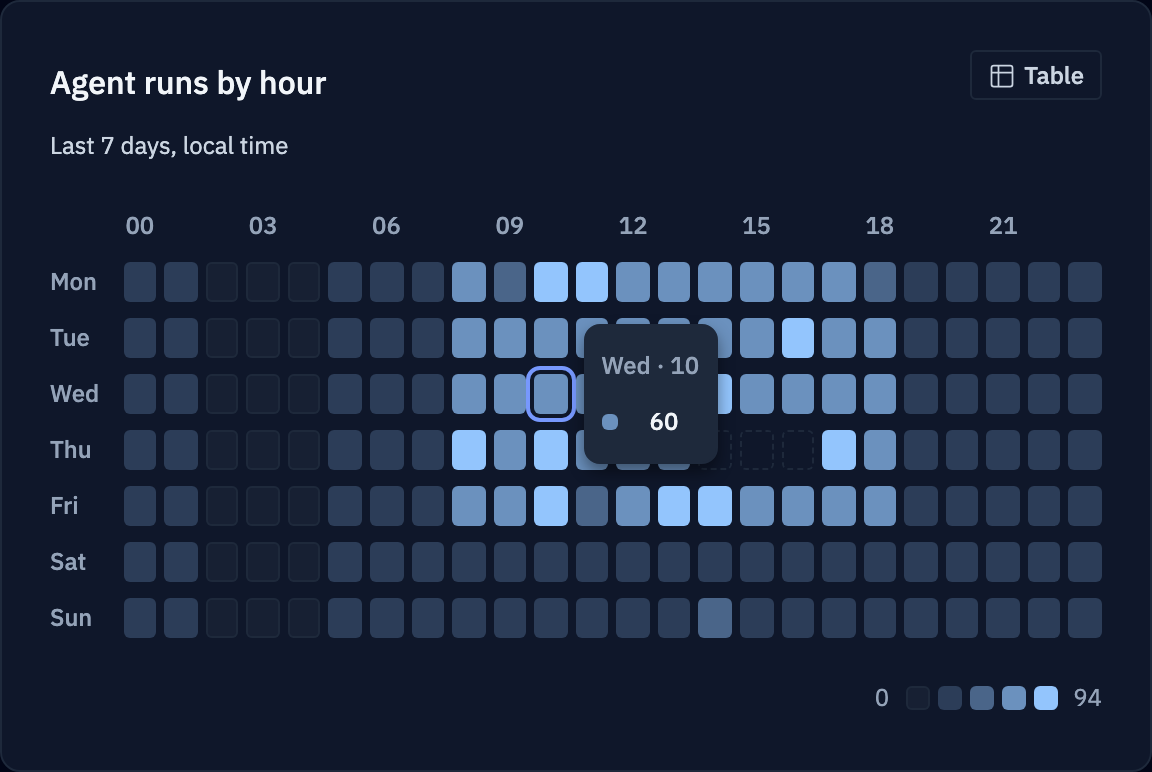 Agent runs by hour
Table
Last 7 days, local time
00 03 06 09 12 15 18 21
Mon
Tue
Wed · 10
Wed
60
Thu
Fri
Sat
Sun
0 94